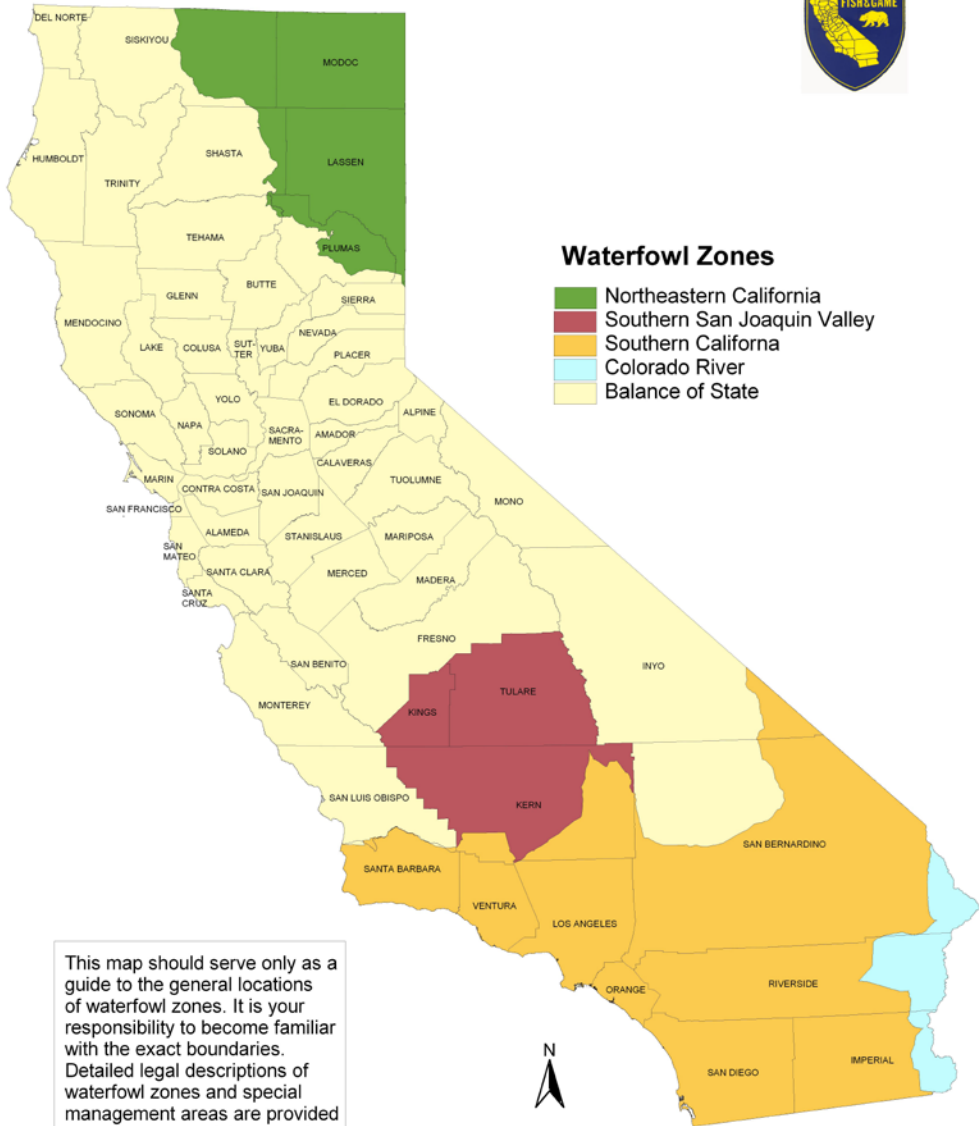 FISH & GAME
DEL NORTE
SISKIYOU
MODOC
HUMBOLDT
TRINITY
SHASTA
LASSEN
TEHAMA
PLUMAS
Waterfowl Zones
Northeastern California
Southern San Joaquin Valley
Southern Californa
Colorado River
Balance of State
GLENN
BUTTE
SIERRA
MENDOCINO
LAKE
COLUSA
SUT-
TER
YUBA
NEVADA
PLACER
YOLO
EL DORADO
SONOMA
NAPA
SACRA-
MENTO
ALPINE
AMADOR
SOLANO
CALAVERAS
MARIN
CONTRA COSTA
SAN JOAQUIN
TUOLUMNE
MONO
SAN FRANCISCO
ALAMEDA
STANISLAUS
MARIPOSA
SAN
MATEO
SANTA CLARA
MERCED
MADERA
SANTA
CRUZ
FRESNO
SAN BENITO
INYO
MONTEREY
KINGS
TULARE
SAN LUIS OBISPO
KERN
SAN BERNARDINO
SANTA BARBARA
VENTURA
LOS ANGELES
ORANGE
RIVERSIDE
SAN DIEGO
IMPERIAL
This map should serve only as a
guide to the general locations
of waterfowl zones. It is your
responsibility to become familiar
with the exact boundaries.
Detailed legal descriptions of
waterfowl zones and special
management areas are provided
N